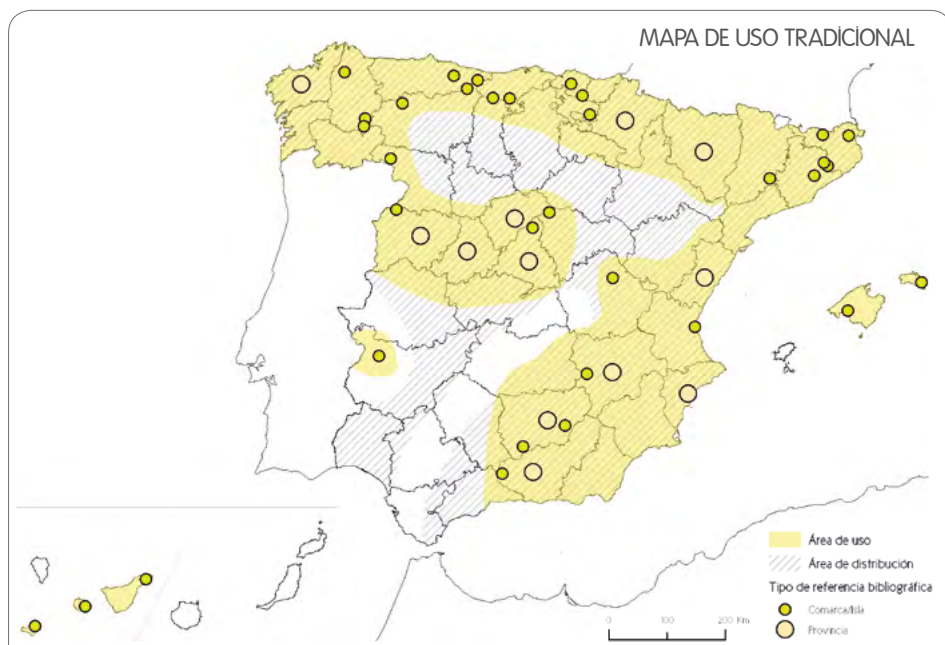 MAPA DE USO TRADICIONAL
Área de uso
Área de distribución
Tipo de referencia bibliográfica
Comarca/Isla
Provincia
0 100 200 Km